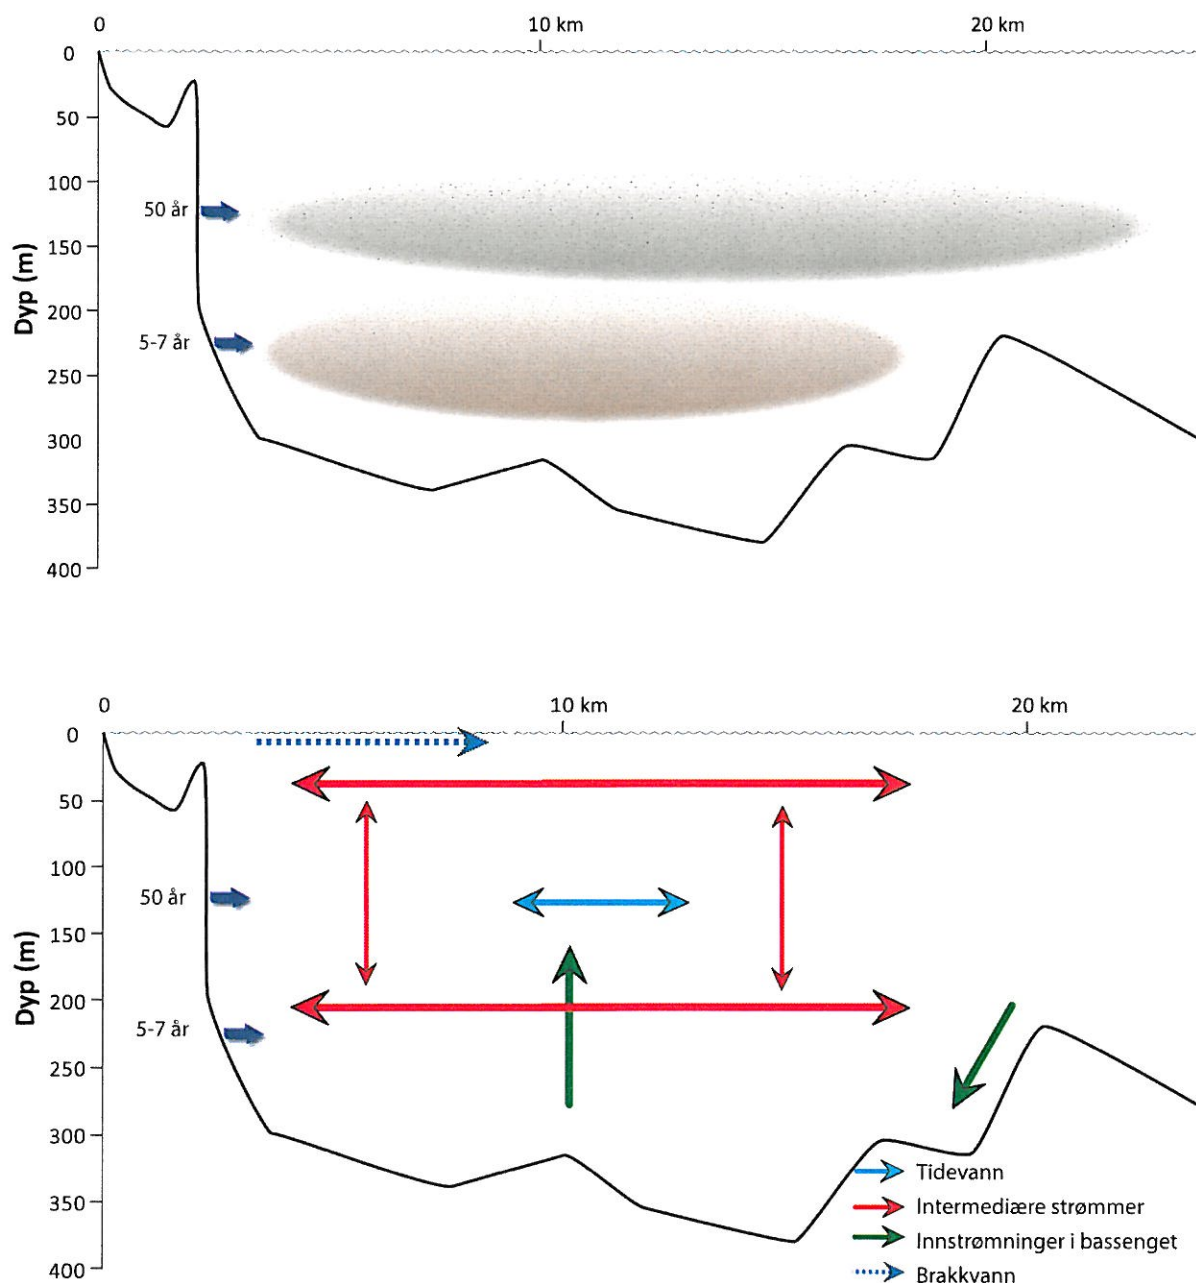 0 10 km 20 km
0
50
100
50 år
150
Dyp (m)
200
5-7 år
250
300
350
400
0 10 km 20 km
0
50
100
50 år
150
Dyp (m)
200
5-7 år
250
300
350
400
Tidevann
Intermediære strømmer
Innstrømninger i bassenget
Brakkvann